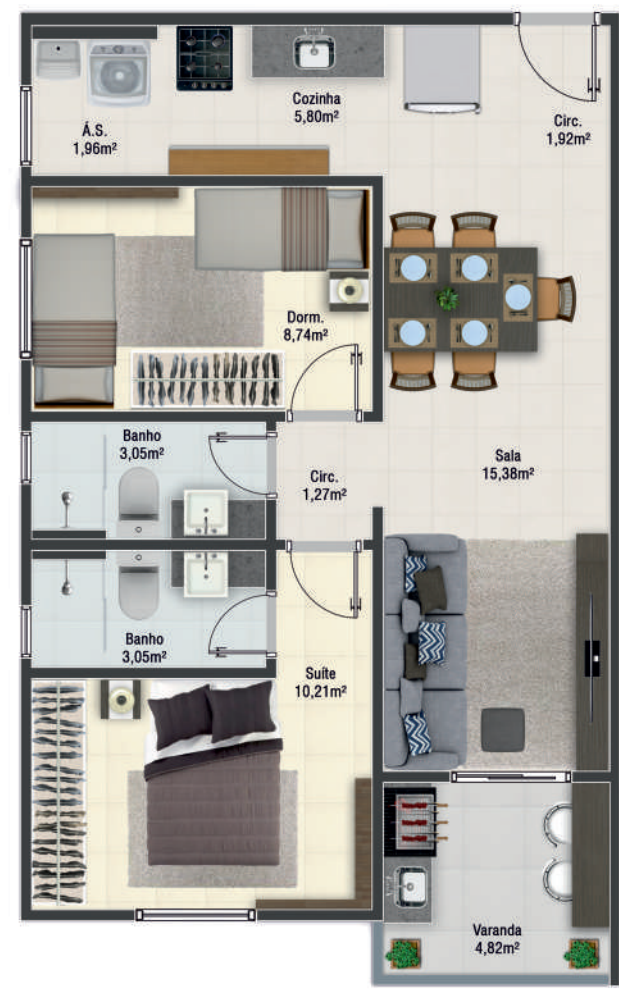 Cozinha
5,80m²
Circ.
1,92m²
Á.S.
1,96m²
Dorm.
8,74m²
Banho
3,05m²
Circ.
1,27m²
Sala
15,38m²
Banho
3,05m²
Suíte
10,21m²
Varanda
4,82m²